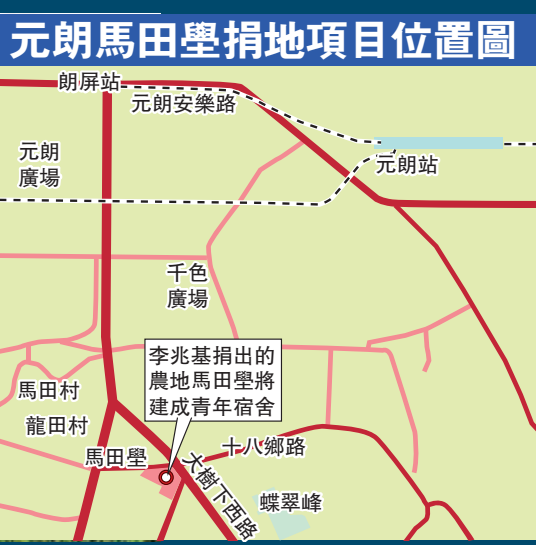 元朗馬田壆捐地項目位置圖
朗屏站
元朗安樂路
元朗
廣場
元朗站
千色
廣場
李兆基捐出的
農地馬田壆將
建成青年宿舍
馬田村
龍田村
馬田壆
十八鄉路
大樹下西路
蝶翠峰